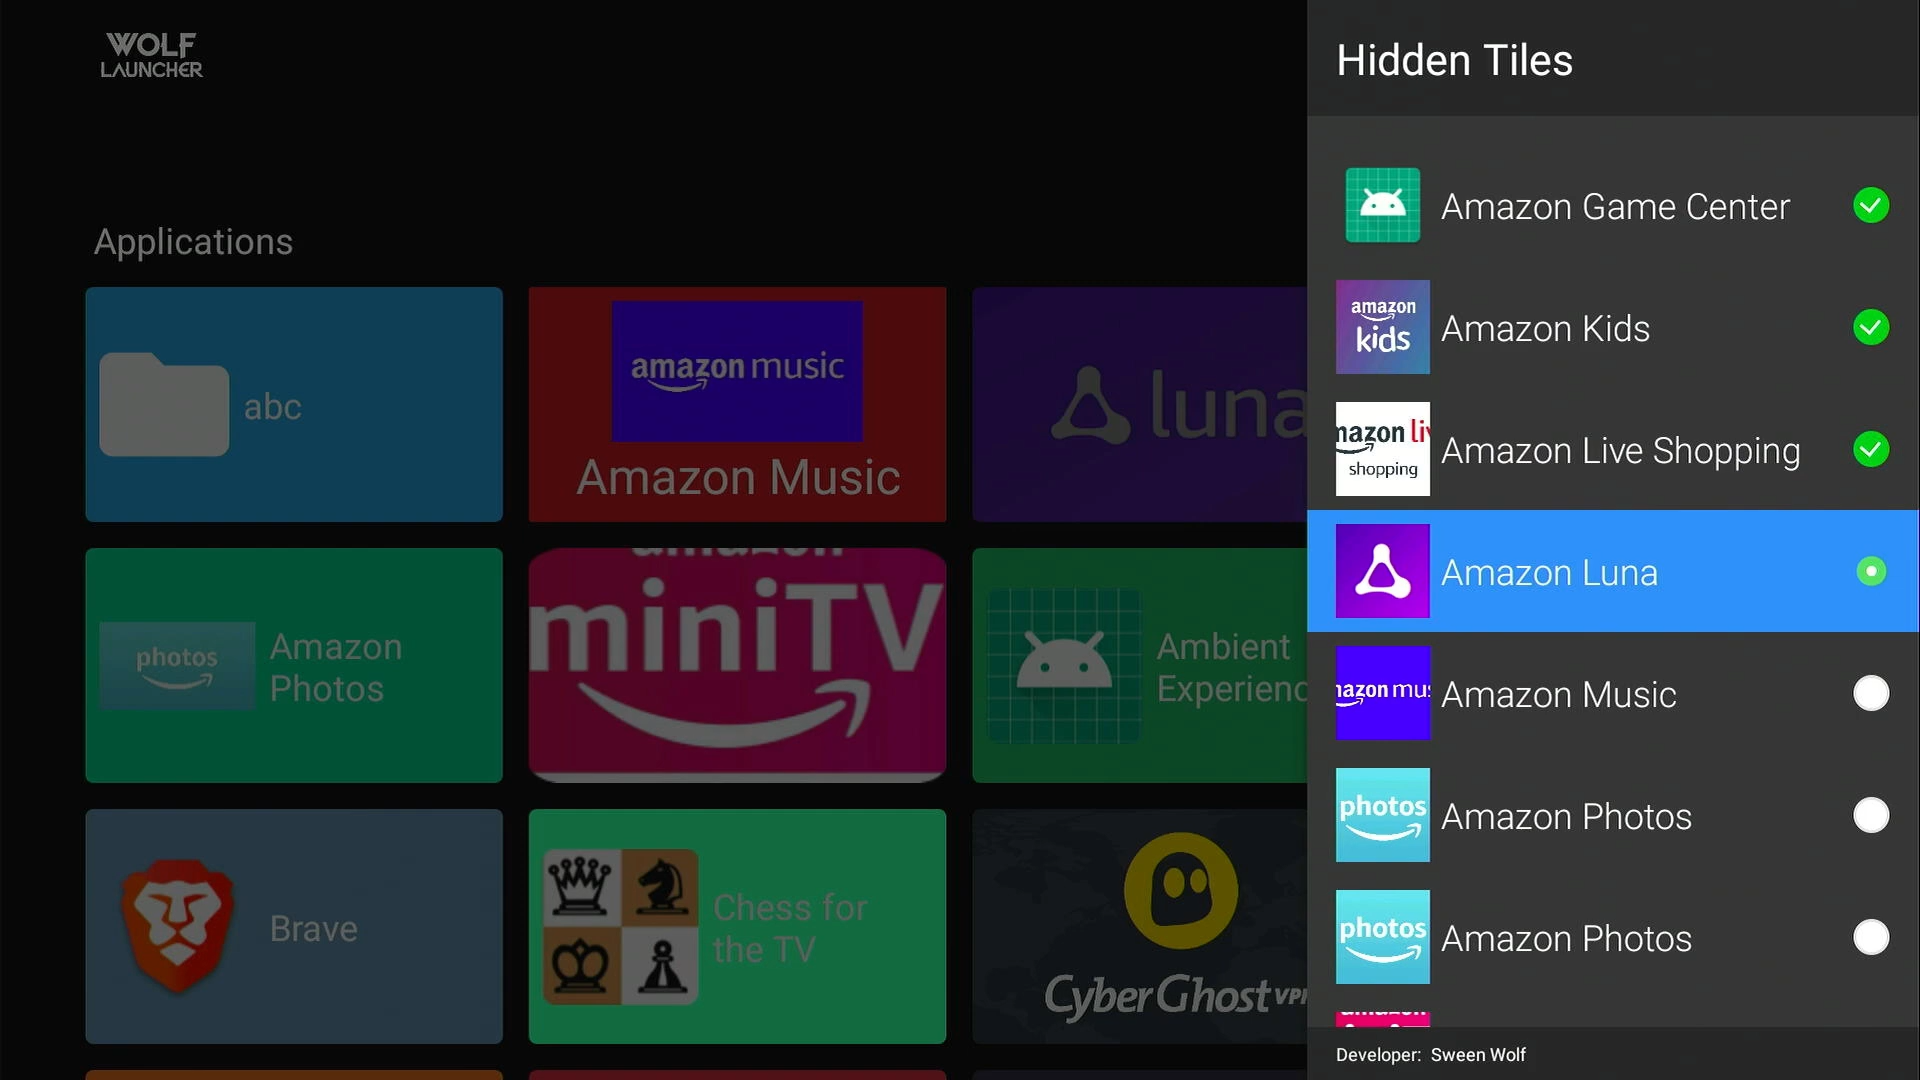 WOLF
LAUNCHER
Applications
abc
amazon music
Amazon Music
luna
photos
Amazon
Photos
miniTV
Ambient
Brave
Chess for
the TV
CyberGhost
Hidden Tiles
Amazon Game Center
amazon
kids
Amazon Kids
shopping
Amazon Live Shopping
Amazon Luna
Amazon Music
photos
Amazon Photos
photos
Amazon Photos
Developer: Sween Wolf